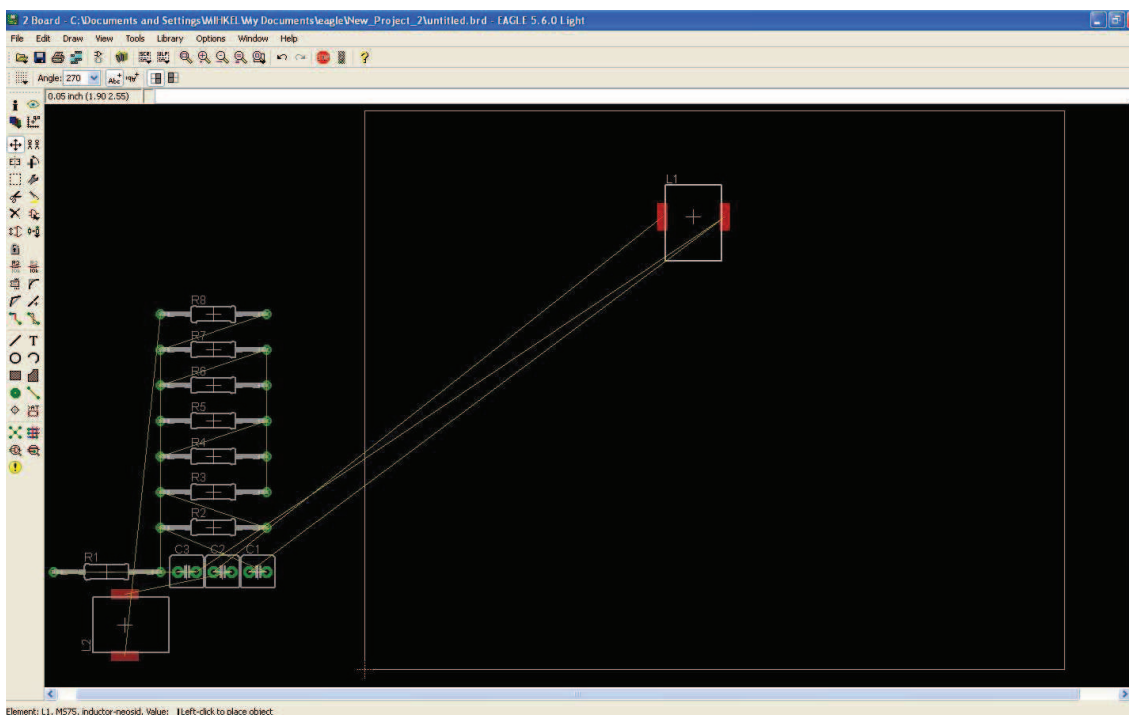 2 Board - C:\Documents and Settings\MIHKEL\My Documents\eagle\New_Project_2\untitled.brd - EAGLE 5.6.0 Light
File Edit Draw View Tools Library Options Window Help
Angle: 270
0.05 inch (1.90 2.55)
L1
R8
R7
R6
R5
R4
R3
R2
C3 C2 C1
R1
L2
Element: L1, MS75, inductor-neosid, Value: Left-click to place object